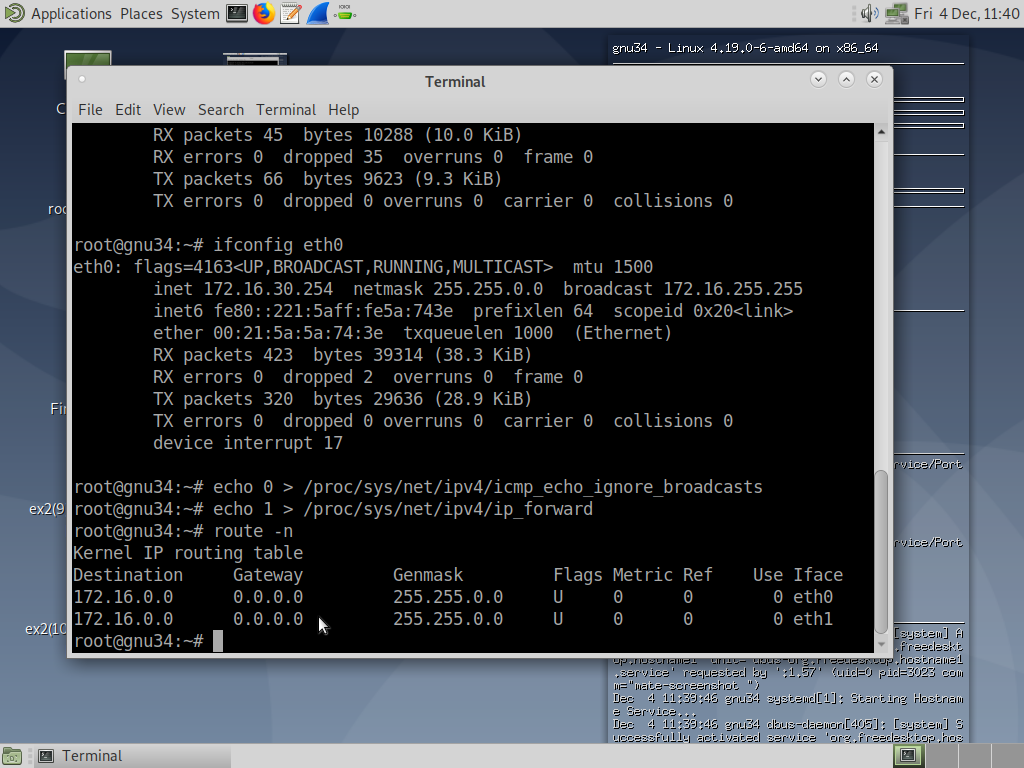 Applications Places System
Fri 4 Dec, 11:40
gnu34 - Linux 4.19.0-6-amd64 on x86_64
Terminal
File Edit View Search Terminal Help
RX packets 45 bytes 10288 (10.0 KiB)
RX errors 0 dropped 35 overruns 0 frame 0
TX packets 66 bytes 9623 (9.3 KiB)
TX errors 0 dropped 0 overruns 0 carrier 0 collisions 0
root@gnu34:~# ifconfig eth0
eth0: flags=4163<UP,BROADCAST,RUNNING,MULTICAST> mtu 1500
inet 172.16.30.254 netmask 255.255.0.0 broadcast 172.16.255.255
inet6 fe80::221:5aff:fe5a:743e prefixlen 64 scopeid 0x20<link>
ether 00:21:5a:5a:74:3e txqueuelen 1000 (Ethernet)
RX packets 423 bytes 39314 (38.3 KiB)
RX errors 0 dropped 2 overruns 0 frame 0
TX packets 320 bytes 29636 (28.9 KiB)
TX errors 0 dropped 0 overruns 0 carrier 0 collisions 0
device interrupt 17
root@gnu34:~# echo 0 > /proc/sys/net/ipv4/icmp_echo_ignore_broadcasts
root@gnu34:~# echo 1 > /proc/sys/net/ipv4/ip_forward
root@gnu34:~# route -n
Kernel IP routing table
Destination Gateway Genmask Flags Metric Ref Use Iface
172.16.0.0 0.0.0.0 255.255.0.0 U 0 0 0 eth0
172.16.0.0 0.0.0.0 255.255.0.0 U 0 0 0 eth1
root@gnu34:~#
ex2(9
ex2(10
rvice/Port
rvice/Port
[system] A
.service' requested by ':1.57' (uid=0 pid=3023 com
m="mate-screenshot ")
Dec 4 11:39:46 gnu34 systemd[1]: Starting Hostnam
e Service...
Dec 4 11:39:46 gnu34 dbus-daemon[405]: [system] S
uccessfully activated service 'org.freedesktop.hos
Terminal